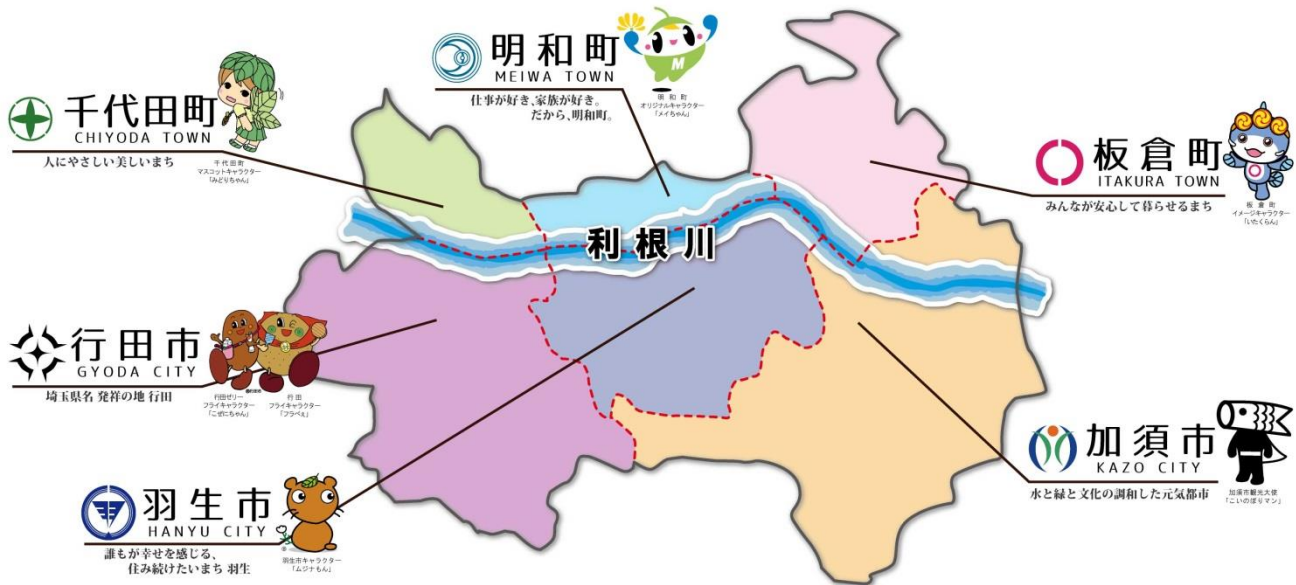 千代田町
CHIYODA TOWN
人にやさしい美しいまち
千代田町
マスコットキャラクター
「みどりちゃん」
明和町
MEIWA TOWN
仕事が好き、家族が好き。
だから、明和町。
明和町
オリジナルキャラクター
「メイちゃん」
M
板倉町
ITAKURA TOWN
みんなが安心して暮らせるまち
板倉町
イメージキャラクター
「いたくらん」
利根川
行田市
GYODA CITY
埼玉県名 発祥の地 行田
行田ゼリー
フライキャラクター
「こぜにちゃん」
行田
フライキャラクター
「フラべぇ」
羽生市
HANYU CITY
誰もが幸せを感じる、
住み続けたいまち 羽生
羽生市キャラクター
「ムジナもん」
加須市
KAZO CITY
水と緑と文化の調和した元気都市
加須市観光大使
「こいのぼりマン」